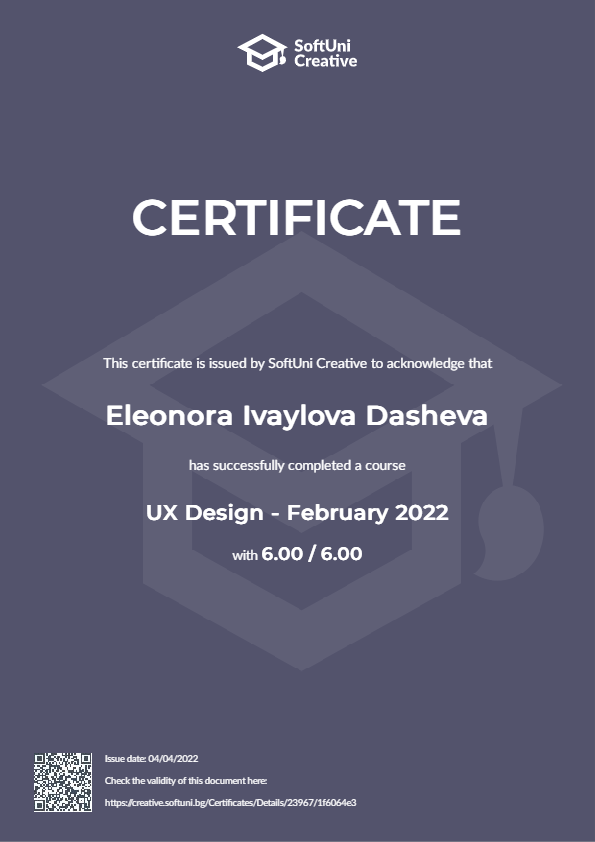 SoftUni
Creative
CERTIFICATE
This certificate is issued by SoftUni Creative to acknowledge that
Eleonora Ivaylova Dasheva
has successfully completed a course
UX Design - February 2022
with 6.00 / 6.00
Issue date: 04/04/2022
Check the validity of this document here:
https://creative.softuni.bg/Certificates/Details/23967/1f6064e3